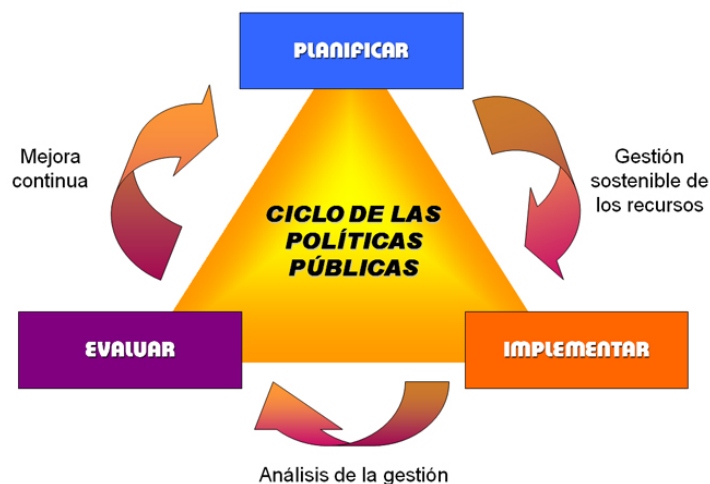 PLANIFICAR
Mejora
continua
Gestión
sostenible de
los recursos
CICLO DE LAS
POLÍTICAS
PÚBLICAS
EVALUAR
IMPLEMENTAR
Análisis de la gestión